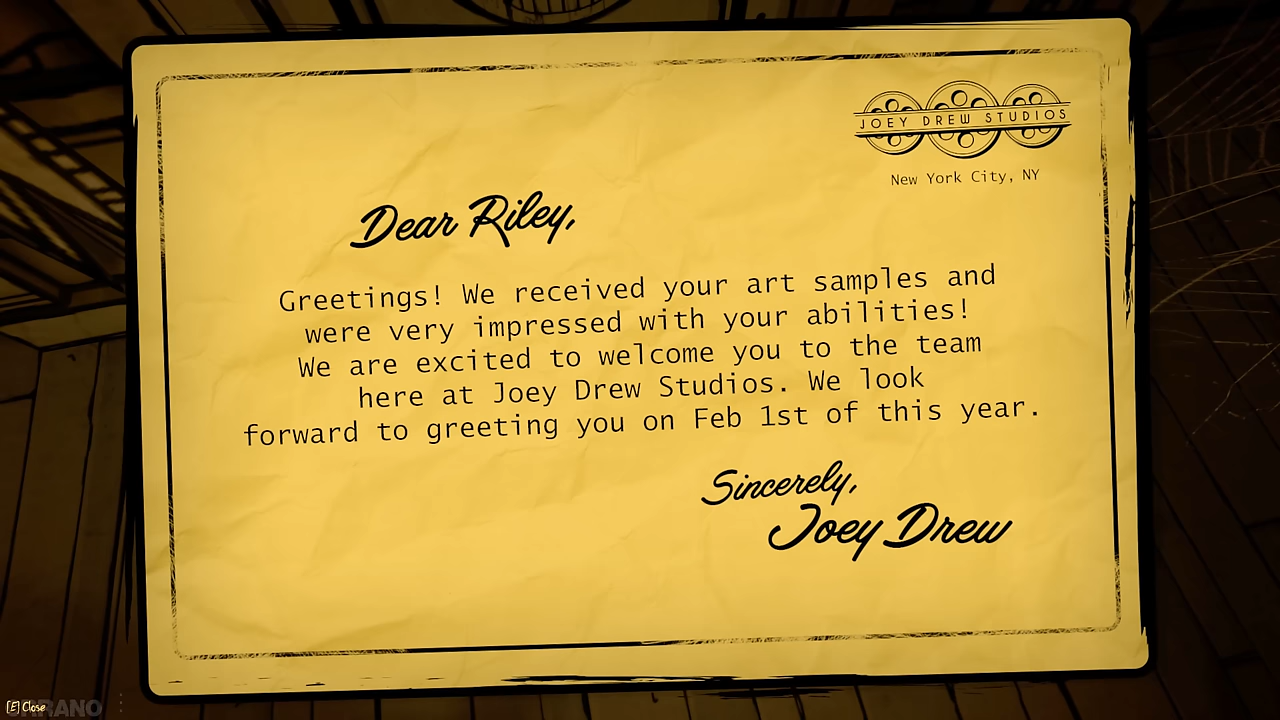 JOEY DREW STUDIOS
New York City, NY
Dear Riley,
Greetings! We received your art samples and
were very impressed with your abilities!
We are excited to welcome you to the team
here at Joey Drew Studios. We look
forward to greeting you on Feb 1st of this year.
Sincerely,
Joey Drew
[E] Close